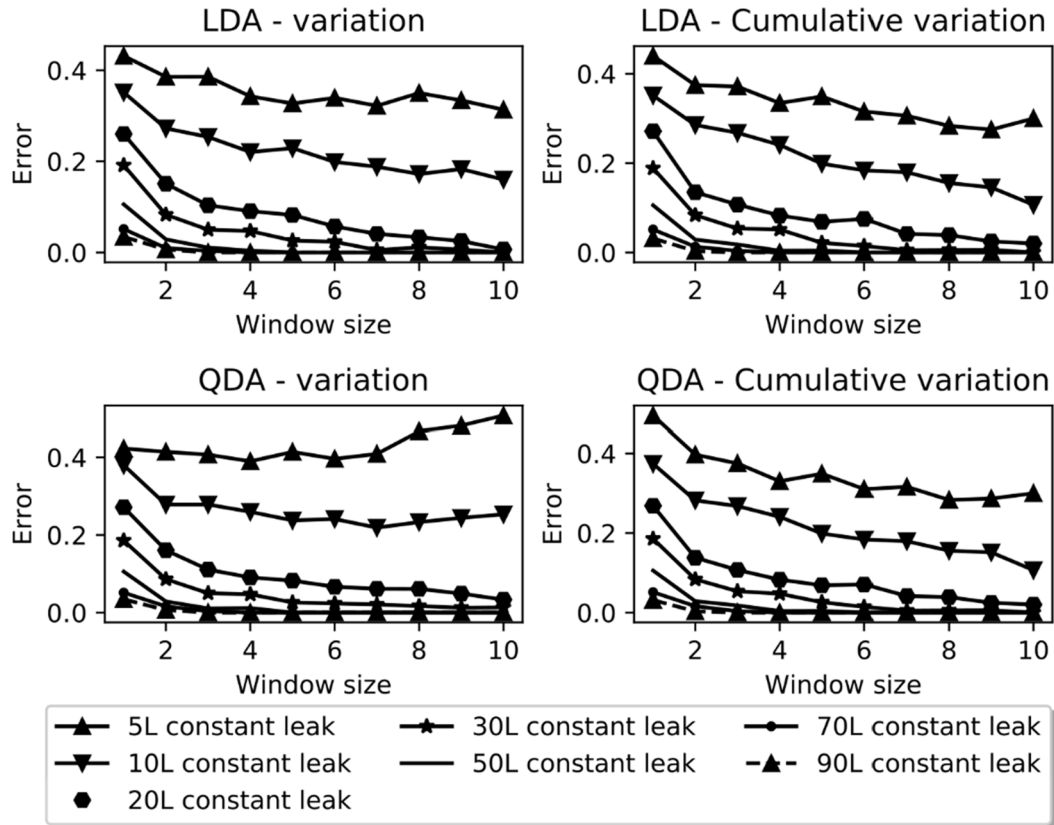 LDA - variation
LDA - Cumulative variation
Error
0.4
0.2
0.0
2 4 6 8 10
Window size
Error
0.4
0.2
0.0
2 4 6 8 10
Window size
QDA - variation
QDA - Cumulative variation
Error
0.4
0.2
0.0
2 4 6 8 10
Window size
Error
0.4
0.2
0.0
2 4 6 8 10
Window size
5L constant leak
10L constant leak
20L constant leak
30L constant leak
50L constant leak
70L constant leak
90L constant leak